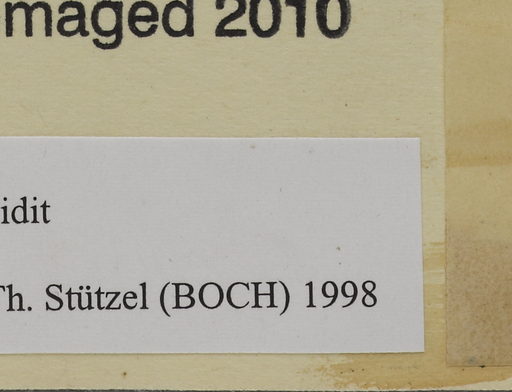 maged 2010
idit
Th. Stützel (BOCH) 1998